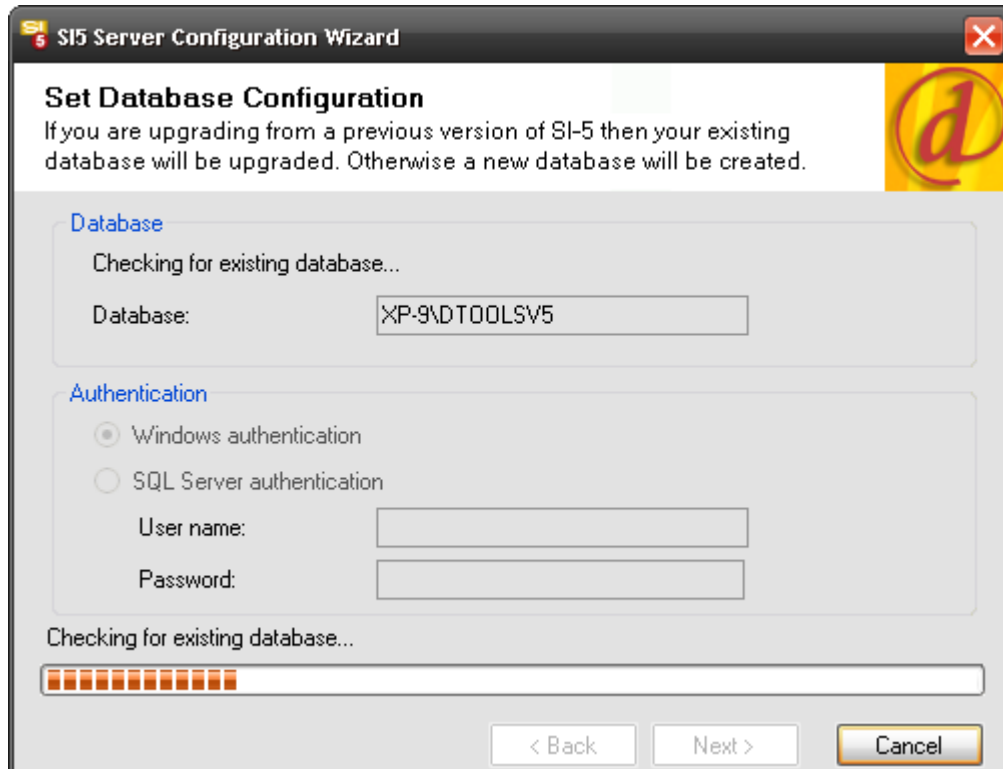 SI 5 SI5 Server Configuration Wizard
Set Database Configuration
If you are upgrading from a previous version of SI-5 then your existing
database will be upgraded. Otherwise a new database will be created.
d
Database
Checking for existing database...
Database: XP-9\DTOOLSV5
Authentication
Windows authentication
SQL Server authentication
User name:
Password:
Checking for existing database...
< Back Next > Cancel